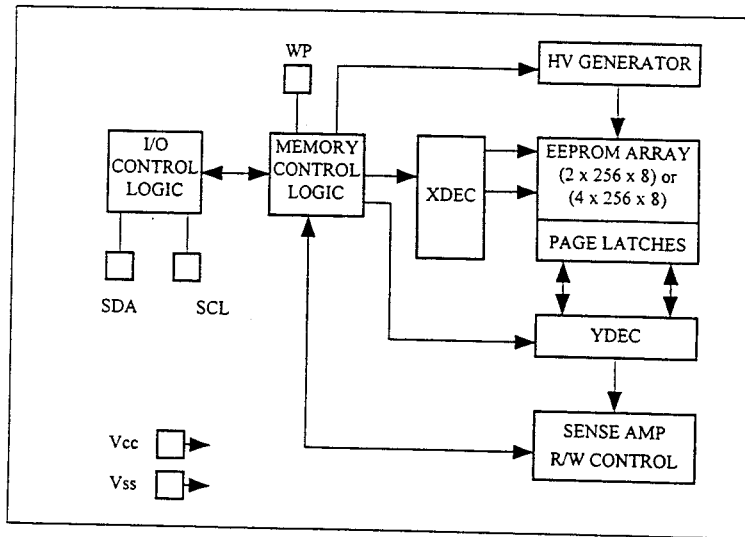 WP
HV GENERATOR
I/O
CONTROL
LOGIC
MEMORY
CONTROL
LOGIC
XDEC
EEPROM ARRAY
(2 x 256 x 8) or
(4 x 256 x 8)
PAGE LATCHES
SDA
SCL
YDEC
SENSE AMP
R/W CONTROL
Vcc
Vss